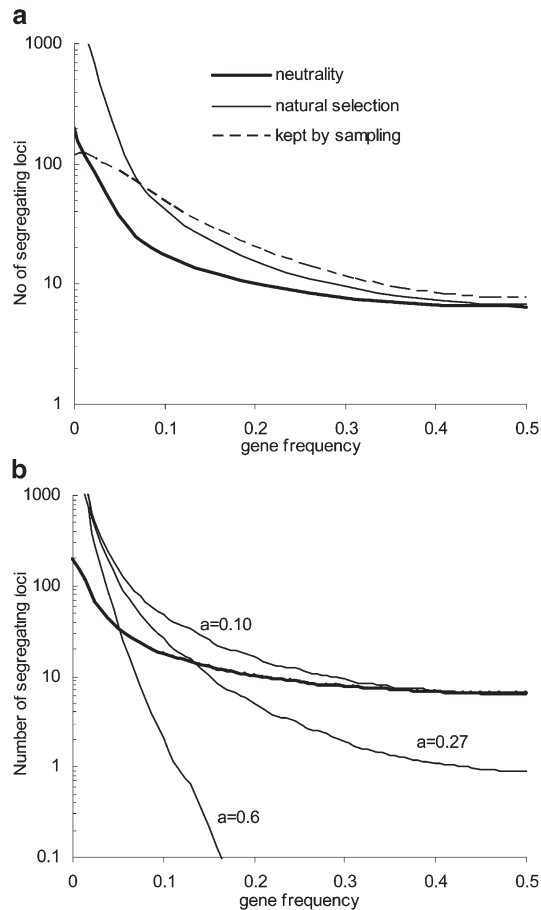 a
1000
100
10
1
No of segregating loci
neutrality
natural selection
kept by sampling
0 0.1 0.2 0.3 0.4 0.5
gene frequency
b
1000
100
10
1
0.1
Number of segregating loci
a=0.10
a=0.27
a=0.6
0 0.1 0.2 0.3 0.4 0.5
gene frequency